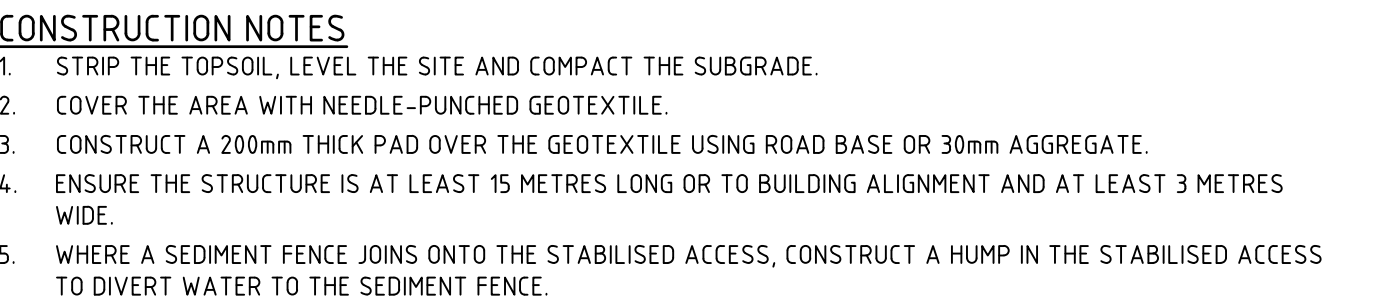 CONSTRUCTION NOTES
1. STRIP THE TOPSOIL, LEVEL THE SITE AND COMPACT THE SUBGRADE.
2. COVER THE AREA WITH NEEDLE-PUNCHED GEOTEXTILE.
3. CONSTRUCT A 200mm THICK PAD OVER THE GEOTEXTILE USING ROAD BASE OR 30mm AGGREGATE.
4. ENSURE THE STRUCTURE IS AT LEAST 15 METRES LONG OR TO BUILDING ALIGNMENT AND AT LEAST 3 METRES
WIDE.
5. WHERE A SEDIMENT FENCE JOINS ONTO THE STABILISED ACCESS, CONSTRUCT A HUMP IN THE STABILISED ACCESS
TO DIVERT WATER TO THE SEDIMENT FENCE.